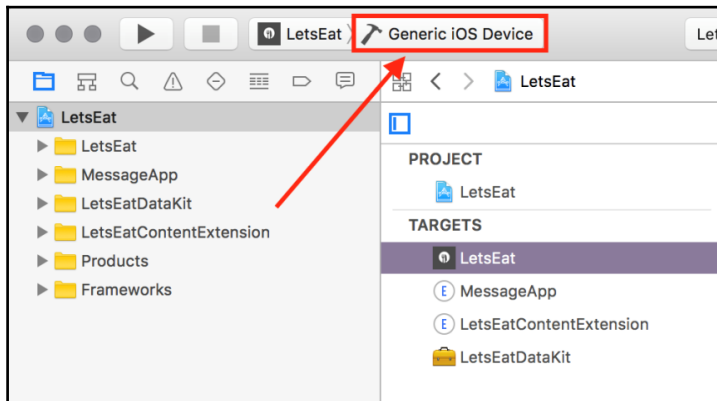 LetsEat
Generic iOS Device
Let
LetsEat
LetsEat
LetsEat
MessageApp
LetsEatDataKit
LetsEatContentExtension
Products
Frameworks
PROJECT
LetsEat
TARGETS
LetsEat
MessageApp
LetsEatContentExtension
LetsEatDataKit